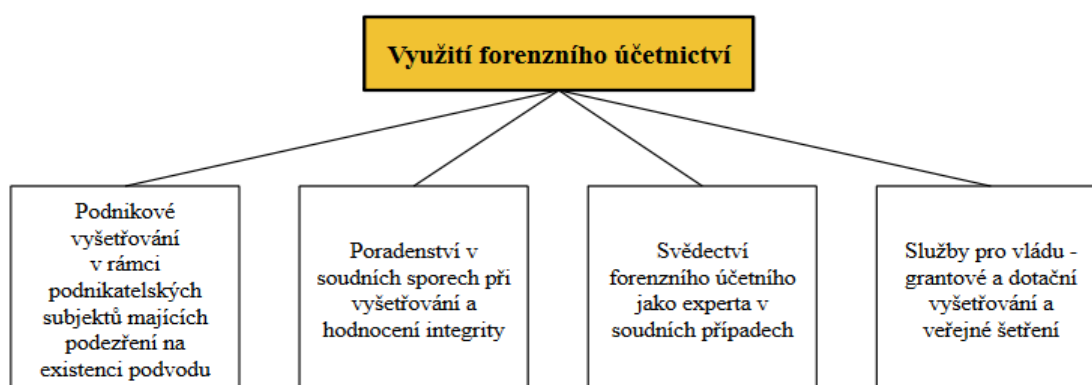 Využití forenzního účetnictví
Podnikové
vyšetřování
v rámci
podnikatelských
subjektů majících
podezření na
existenci podvodu
Poradenství v
soudních sporech při
vyšetřování a
hodnocení integrity
Svědectví
forenzního účetního
jako experta v
soudních případech
Služby pro vládu -
grantové a dotační
vyšetřování a
veřejné šetření